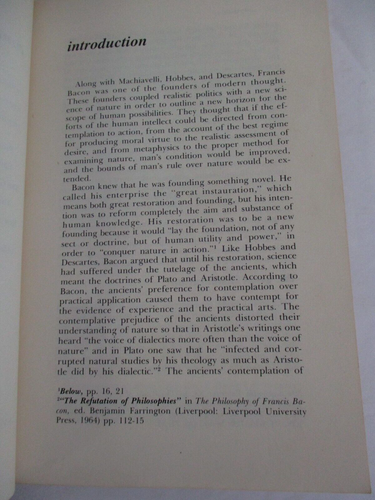 introduction
Along with Machiavelli, Hobbes, and Descartes, Francis
Bacon was one of the founders of modern thought.
These founders coupled realistic politics with a new sci-
ence of nature in order to outline a new horizon for the
scope of human possibilities. They thought that if the ef-
forts of the human intellect could be directed from con-
templation to action, from the account of the best regime
for producing moral virtue to the realistic assessment of
desire, and from metaphysics to the proper method for
examining nature, man's condition would be improved,
and the bounds of man's rule over nature would be ex-
tended.
Bacon knew that he was founding something novel. He
called his enterprise the "great instauration," which
means both great restoration and founding, but his inten-
tion was to reform completely the aim and substance of
human knowledge. His restoration was to be a new
founding because it would "lay the foundation, not of any
sect or doctrine, but of human utility and power," in
order to "conquer nature in action."¹ Like Hobbes and
Descartes, Bacon argued that until his restoration, science
had suffered under the tutelage of the ancients, which
meant the doctrines of Plato and Aristotle. According to
Bacon, the ancients' preference for contemplation over
practical application caused them to have contempt for
the evidence of experience and the practical arts. The
contemplative prejudice of the ancients distorted their
understanding of nature so that in Aristotle's writings one
heard "the voice of dialectics more often than the voice of
nature" and in Plato one saw that he "infected and cor-
rupted natural studies by his theology as much as Aristo-
tle did by his dialectic."² The ancients' contemplation of
¹Below, pp. 16, 21
²"The Refutation of Philosophies" in The Philosophy of Francis Ba-
con, ed. Benjamin Farrington (Liverpool: Liverpool University
Press, 1964) pp. 112-15